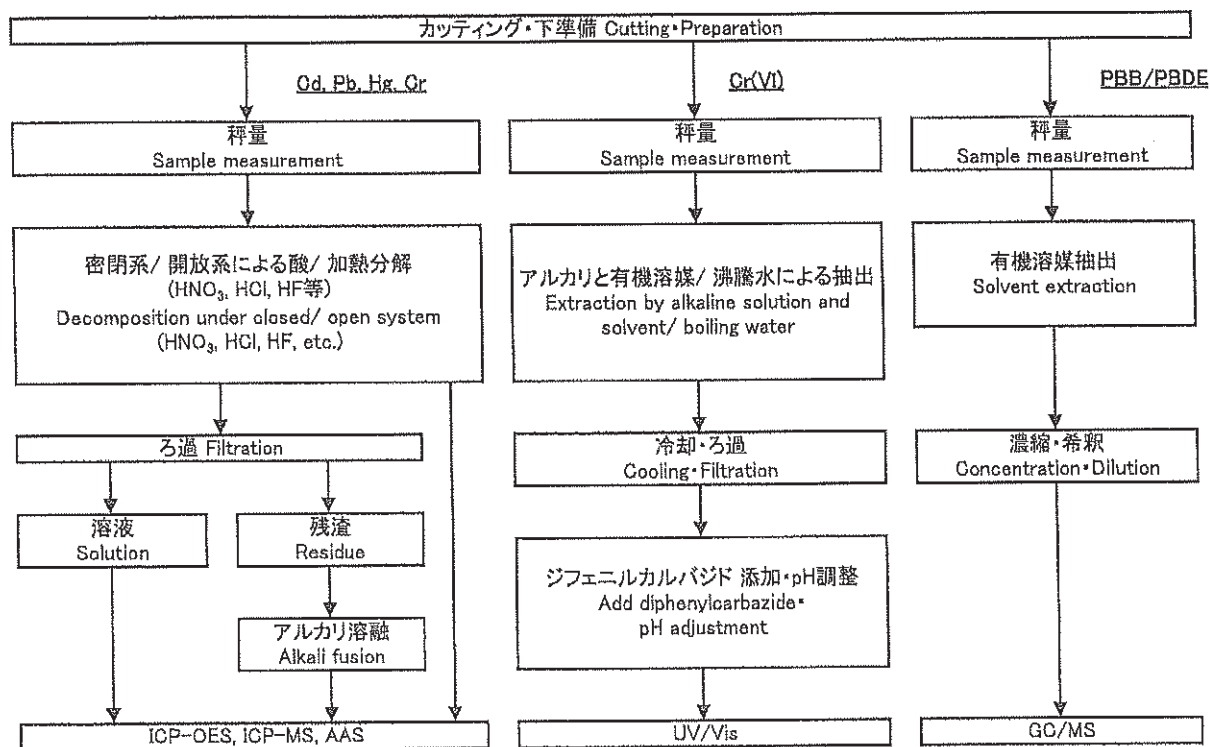 カッティング・下準備 Cutting・Preparation
Cd, Pb, Hg, Cr
秤量
Sample measurement
密閉系/ 開放系による酸/ 加熱分解
(HNO₃, HCl, HF等)
Decomposition under closed/ open system
(HNO₃, HCl, HF, etc.)
ろ過 Filtration
溶液
Solution
残渣
Residue
アルカリ溶融
Alkali fusion
ICP-OES, ICP-MS, AAS
Cr(VI)
秤量
Sample measurement
アルカリと有機溶媒/ 沸騰水による抽出
Extraction by alkaline solution and
solvent/ boiling water
冷却・ろ過
Cooling・Filtration
ジフェニルカルバジド 添加・pH調整
Add diphenylcarbazide・
pH adjustment
UV/Vis
PBB/PBDE
秤量
Sample measurement
有機溶媒抽出
Solvent extraction
濃縮・希釈
Concentration・Dilution
GC/MS